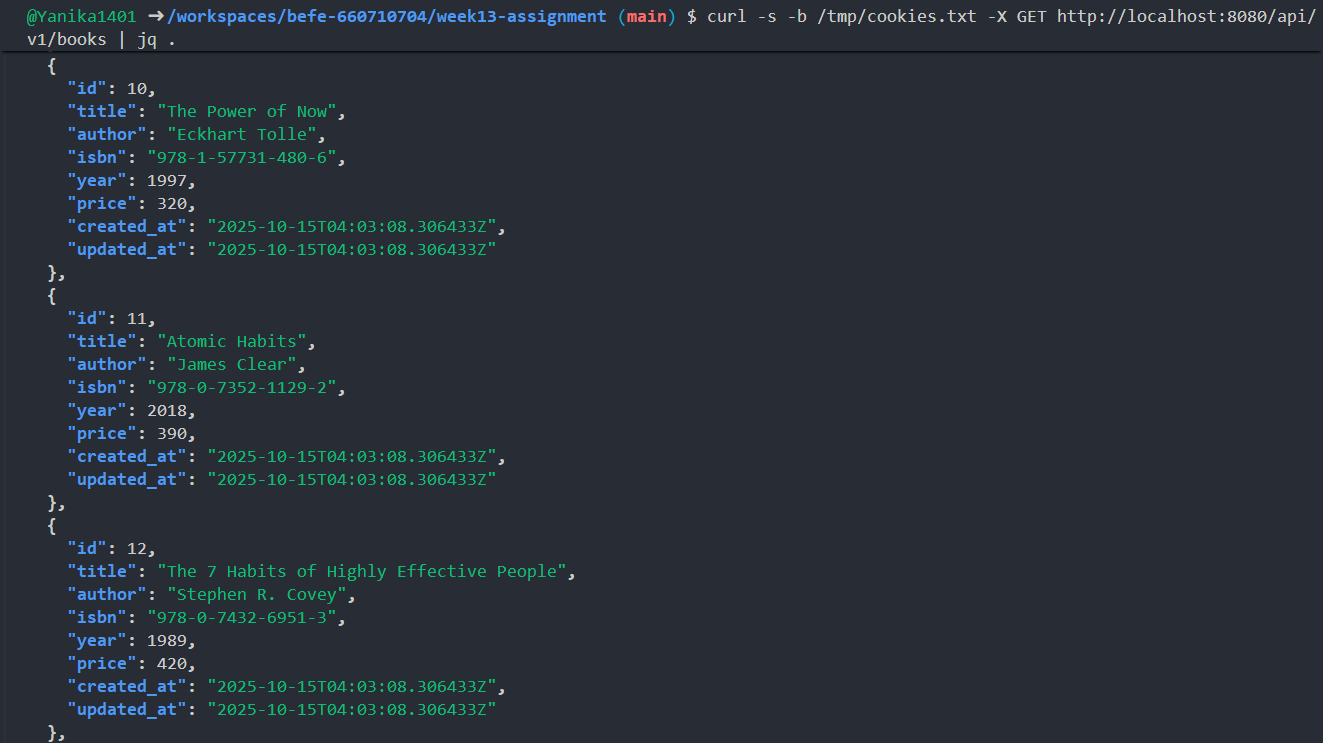 @Yanika1401 ➜/workspaces/befe-660710704/week13-assignment (main) $ curl -s -b /tmp/cookies.txt -X GET http://localhost:8080/api/
v1/books | jq .
{
"id": 10,
"title": "The Power of Now",
"author": "Eckhart Tolle",
"isbn": "978-1-57731-480-6",
"year": 1997,
"price": 320,
"created_at": "2025-10-15T04:03:08.306433Z",
"updated_at": "2025-10-15T04:03:08.306433Z"
},
{
"id": 11,
"title": "Atomic Habits",
"author": "James Clear",
"isbn": "978-0-7352-1129-2",
"year": 2018,
"price": 390,
"created_at": "2025-10-15T04:03:08.306433Z",
"updated_at": "2025-10-15T04:03:08.306433Z"
},
{
"id": 12,
"title": "The 7 Habits of Highly Effective People",
"author": "Stephen R. Covey",
"isbn": "978-0-7432-6951-3",
"year": 1989,
"price": 420,
"created_at": "2025-10-15T04:03:08.306433Z",
"updated_at": "2025-10-15T04:03:08.306433Z"
},